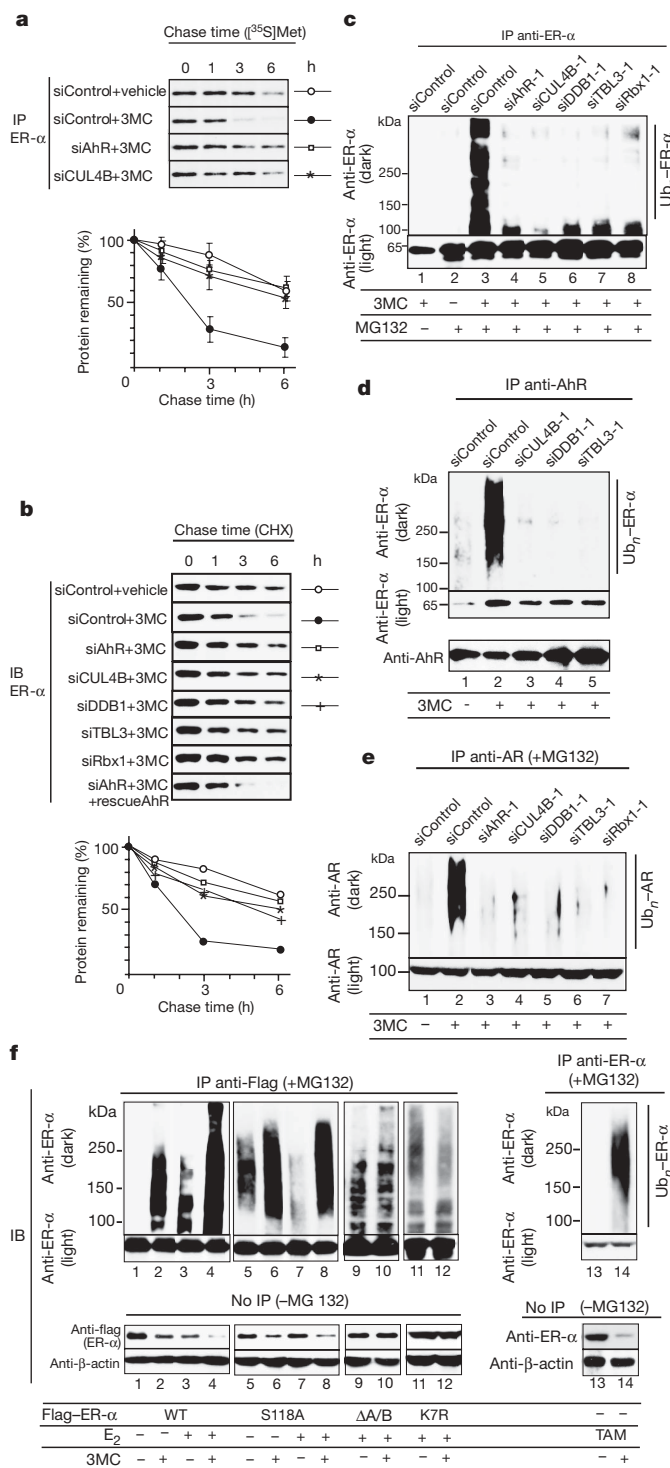 a
Chase time ([³⁵S]Met)
0 1 3 6 h
IP ER-α
siControl+vehicle
siControl+3MC
siAhR+3MC
siCUL4B+3MC
Protein remaining (%)
100
50
0 3 6
Chase time (h)
b
Chase time (CHX)
0 1 3 6 h
IB ER-α
siControl+vehicle
siControl+3MC
siAhR+3MC
siCUL4B+3MC
siDDB1+3MC
siTBL3+3MC
siRbx1+3MC
siAhR+3MC
+rescueAhR
Protein remaining (%)
100
50
0 3 6
Chase time (h)
c
IP anti-ER-α
siControl siControl siControl siAhR-1 siCUL4B-1 siDDB1-1 siTBL3-1 siRbx1-1
kDa
250
150
100
65
Anti-ER-α (dark)
Anti-ER-α (light)
Ubₙ–ER-α
1 2 3 4 5 6 7 8
3MC + – + + + + + +
MG132 – + + + + + + +
d
IP anti-AhR
siControl siControl siCUL4B-1 siDDB1-1 siTBL3-1
kDa
250
150
100
65
Anti-ER-α (dark)
Anti-ER-α (light)
Ubₙ–ER-α
Anti-AhR
1 2 3 4 5
3MC - + + + +
e
IP anti-AR (+MG132)
siControl siControl siAhR-1 siCUL4B-1 siDDB1-1 siTBL3-1 siRbx1-1
kDa
250
150
100
Anti-AR (dark)
Anti-AR (light)
Ubₙ–AR
1 2 3 4 5 6 7
3MC – + + + + + +
f
IB
IP anti-Flag (+MG132)
kDa
250
150
100
Anti-ER-α (dark)
Anti-ER-α (light)
1 2 3 4 5 6 7 8 9 10 11 12
No IP (–MG 132)
Anti-flag (ER-α)
Anti-β-actin
1 2 3 4 5 6 7 8 9 10 11 12
IP anti-ER-α (+MG132)
kDa
250
150
100
Anti-ER-α (dark)
Anti-ER-α (light)
Ubₙ–ER-α
13 14
No IP (–MG132)
Anti-ER-α
Anti-β-actin
13 14
Flag–ER-α WT S118A ΔA/B K7R – –
E₂ – – + + – – + + + + + + TAM
3MC – + – + – + – + – + – + – +